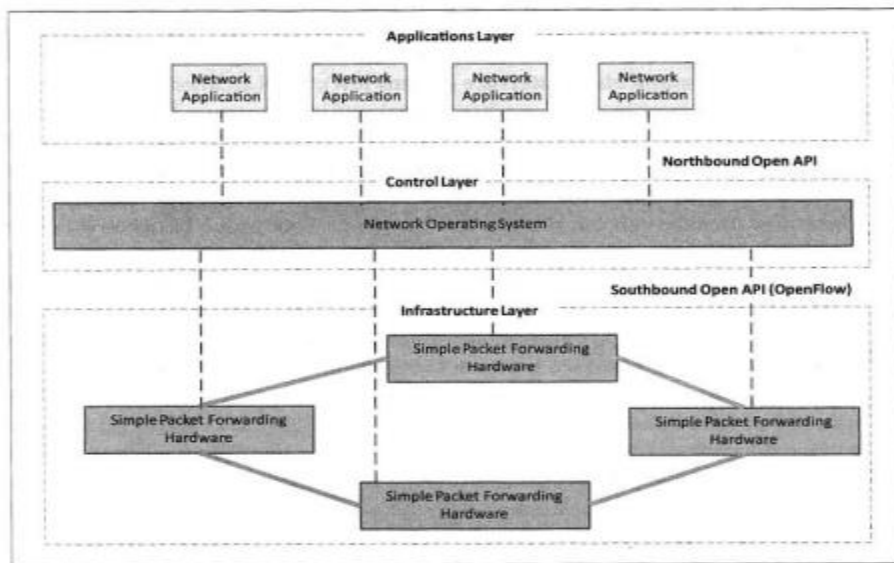 Applications Layer
Network
Application
Network
Application
Network
Application
Network
Application
Northbound Open API
Control Layer
Network Operating System
Southbound Open API (OpenFlow)
Infrastructure Layer
Simple Packet Forwarding
Hardware
Simple Packet Forwarding
Hardware
Simple Packet Forwarding
Hardware
Simple Packet Forwarding
Hardware